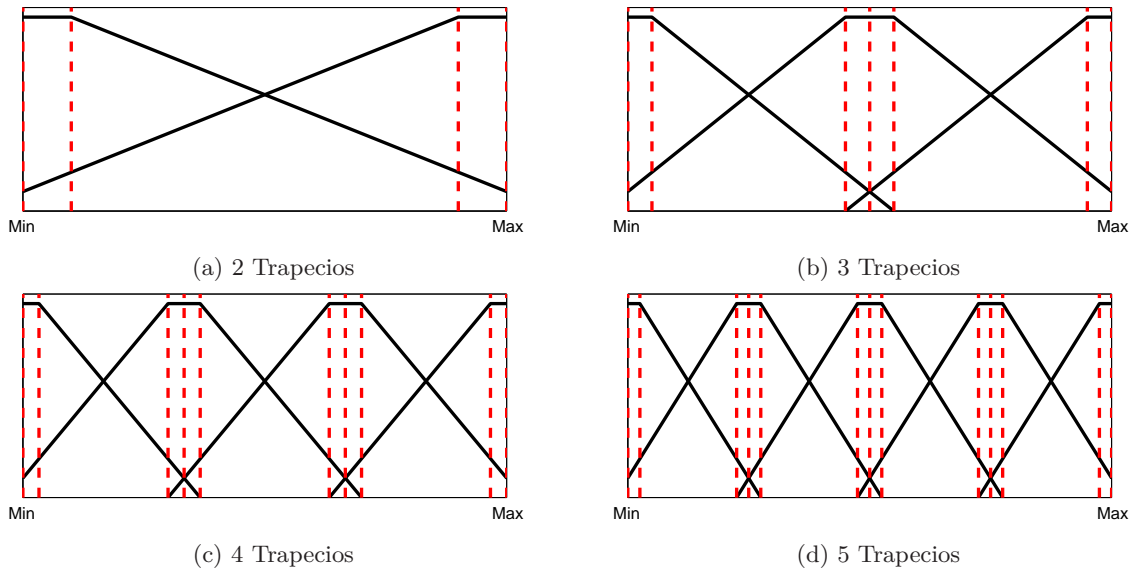 Min Max Min Max
(a) 2 Trapecios (b) 3 Trapecios
Min Max Min Max
(c) 4 Trapecios (d) 5 Trapecios